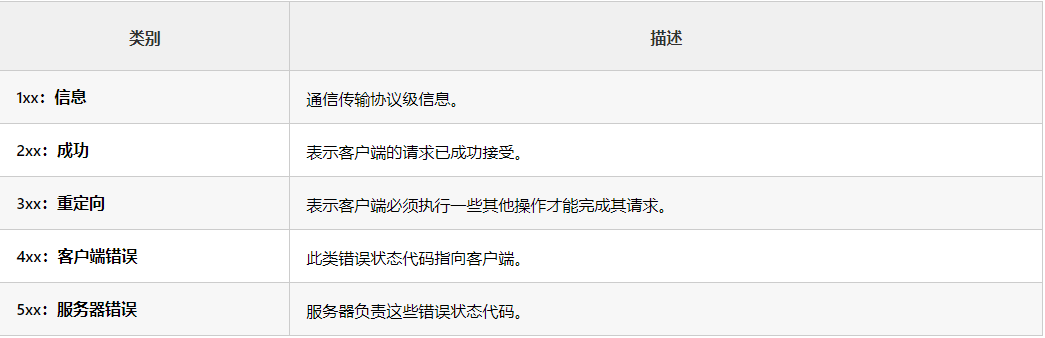 类别 描述
1xx：信息 通信传输协议级信息。
2xx：成功 表示客户端的请求已成功接受。
3xx：重定向 表示客户端必须执行一些其他操作才能完成其请求。
4xx：客户端错误 此类错误状态代码指向客户端。
5xx：服务器错误 服务器负责这些错误状态代码。